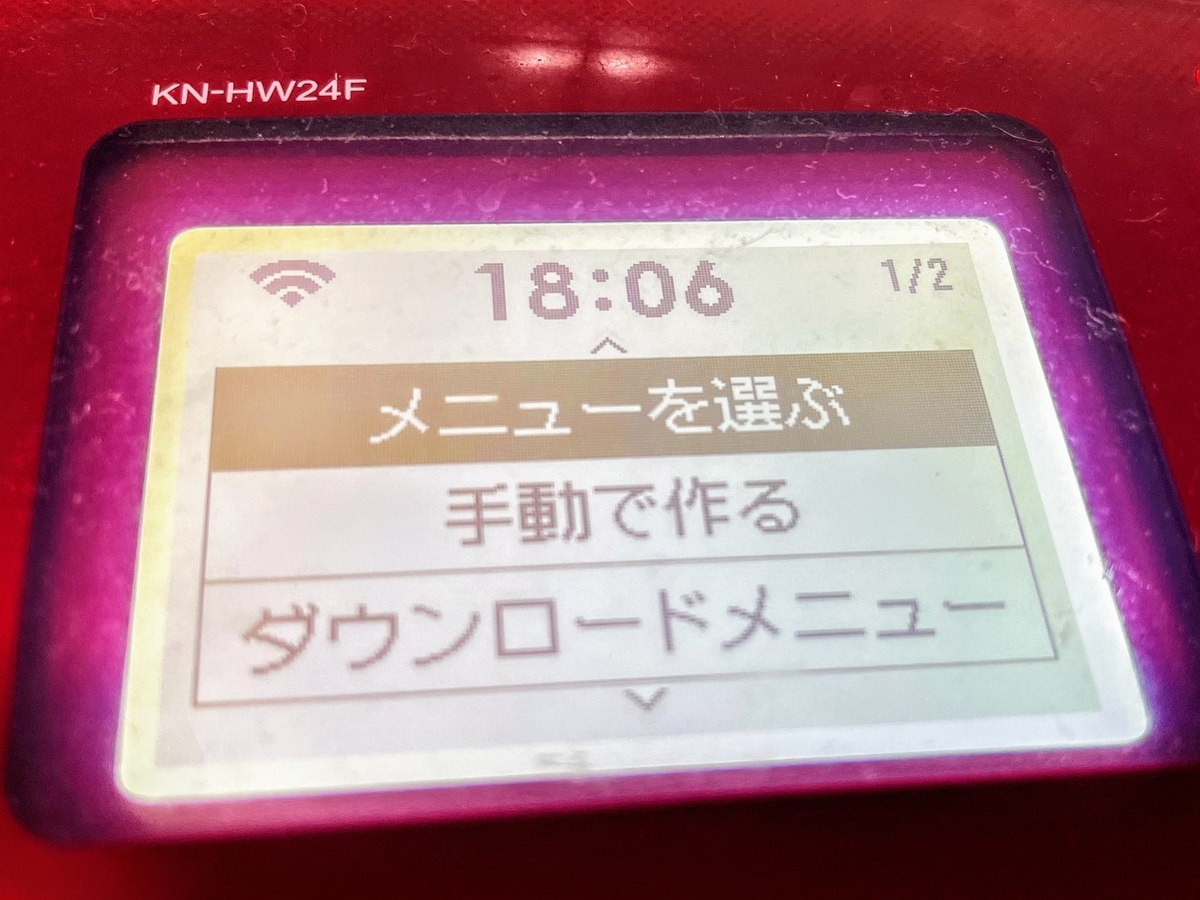 KN-HW24F
18:06
1/2
メニューを選ぶ
手動で作る
ダウンロードメニュー